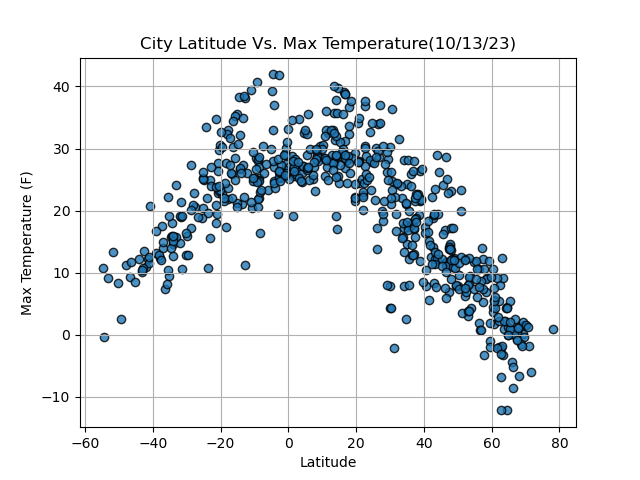 City Latitude Vs. Max Temperature(10/13/23)
40
30
20
10
0
−10
Max Temperature (F)
−60 −40 −20 0 20 40 60 80
Latitude